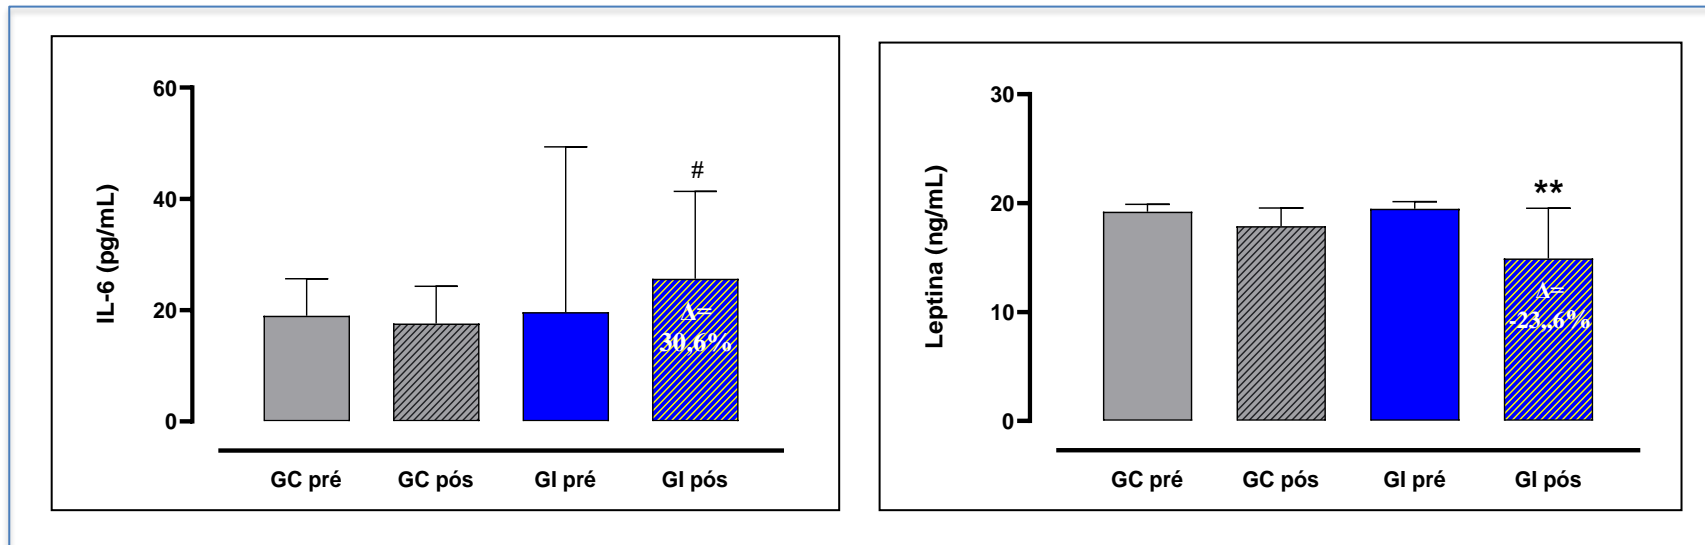 60
40
20
0
IL-6 (pg/mL)
#
Δ=
30,6%
GC pré
GC pós
GI pré
GI pós
30
20
10
0
Leptina (ng/mL)
**
Δ=
-23,,6%
GC pré
GC pós
GI pré
GI pós